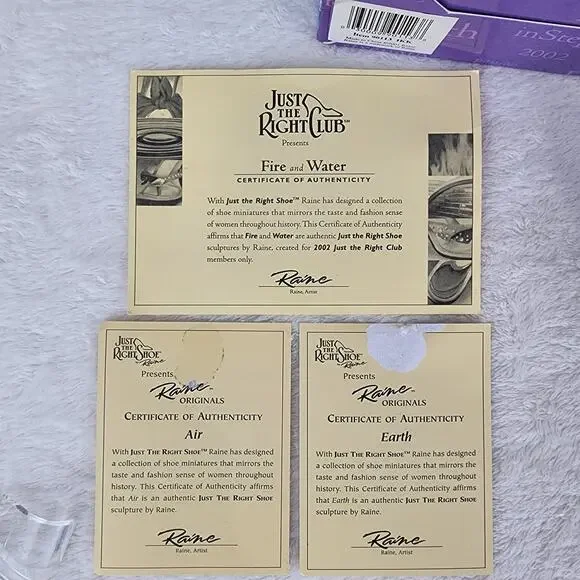 inSte
2002
JUST
THE
RIGHT CLUB™
Presents
Fire and Water
CERTIFICATE OF AUTHENTICITY
With Just the Right Shoe™ Raine has designed a collection
of shoe miniatures that mirrors the taste and fashion sense
of women throughout history. This Certificate of Authenticity
affirms that Fire and Water are authentic Just the Right Shoe
sculptures by Raine, created for 2002 Just the Right Club
members only.
Raine
Raine, Artist
JUST
THE
RIGHT SHOE™
Raine
Presents
Raine™
ORIGINALS
CERTIFICATE OF AUTHENTICITY
Air
With JUST THE RIGHT SHOE™ Raine has designed
a collection of shoe miniatures that mirrors the
taste and fashion sense of women throughout
history. This Certificate of Authenticity affirms
that Air is an authentic JUST THE RIGHT SHOE
sculpture by Raine.
Raine
Raine, Artist
JUST
THE
RIGHT SHOE™
Raine
Presents
Raine™
ORIGINALS
CERTIFICATE OF AUTHENTICITY
Earth
With JUST THE RIGHT SHOE™ Raine has designed
a collection of shoe miniatures that mirrors the
taste and fashion sense of women throughout
history. This Certificate of Authenticity affirms
that Earth is an authentic JUST THE RIGHT SHOE
sculpture by Raine.
Raine
Raine, Artist